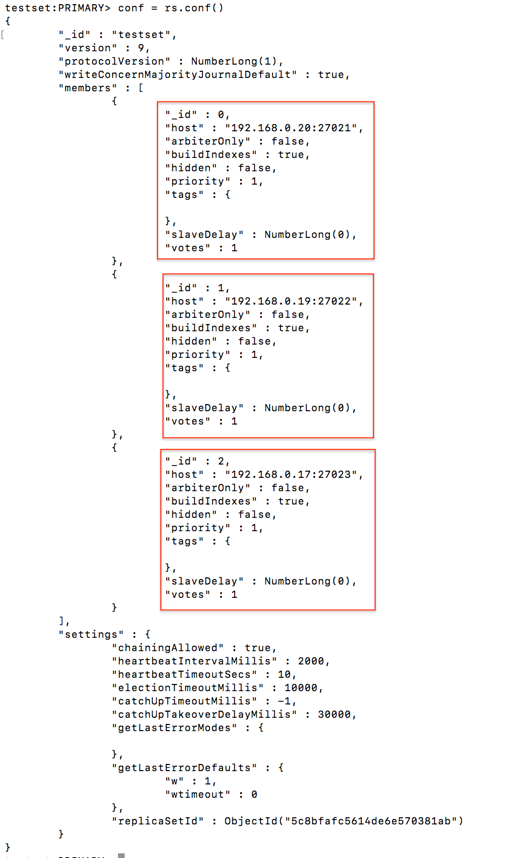 testset:PRIMARY> conf = rs.conf()
{
"_id" : "testset",
"version" : 9,
"protocolVersion" : NumberLong(1),
"writeConcernMajorityJournalDefault" : true,
"members" : [
{
"_id" : 0,
"host" : "192.168.0.20:27021",
"arbiterOnly" : false,
"buildIndexes" : true,
"hidden" : false,
"priority" : 1,
"tags" : {
},
"slaveDelay" : NumberLong(0),
"votes" : 1
},
{
"_id" : 1,
"host" : "192.168.0.19:27022",
"arbiterOnly" : false,
"buildIndexes" : true,
"hidden" : false,
"priority" : 1,
"tags" : {
},
"slaveDelay" : NumberLong(0),
"votes" : 1
},
{
"_id" : 2,
"host" : "192.168.0.17:27023",
"arbiterOnly" : false,
"buildIndexes" : true,
"hidden" : false,
"priority" : 1,
"tags" : {
},
"slaveDelay" : NumberLong(0),
"votes" : 1
}
],
"settings" : {
"chainingAllowed" : true,
"heartbeatIntervalMillis" : 2000,
"heartbeatTimeoutSecs" : 10,
"electionTimeoutMillis" : 10000,
"catchUpTimeoutMillis" : -1,
"catchUpTakeoverDelayMillis" : 30000,
"getLastErrorModes" : {
},
"getLastErrorDefaults" : {
"w" : 1,
"wtimeout" : 0
},
"replicaSetId" : ObjectId("5c8bfafc5614de6e570381ab")
}
}